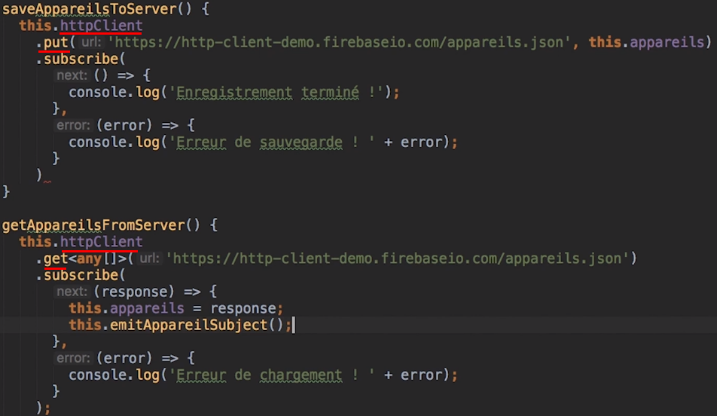 saveAppareilsToServer() {
this.httpClient
.put( url: 'https://http-client-demo.firebaseio.com/appareils.json', this.appareils)
.subscribe(
next: () => {
console.log('Enregistrement terminé !');
},
error: (error) => {
console.log('Erreur de sauvegarde ! ' + error);
}
)
}
getAppareilsFromServer() {
this.httpClient
.get<any[]>( url: 'https://http-client-demo.firebaseio.com/appareils.json')
.subscribe(
next: (response) => {
this.appareils = response;
this.emitAppareilSubject();
},
error: (error) => {
console.log('Erreur de chargement ! ' + error);
}
);